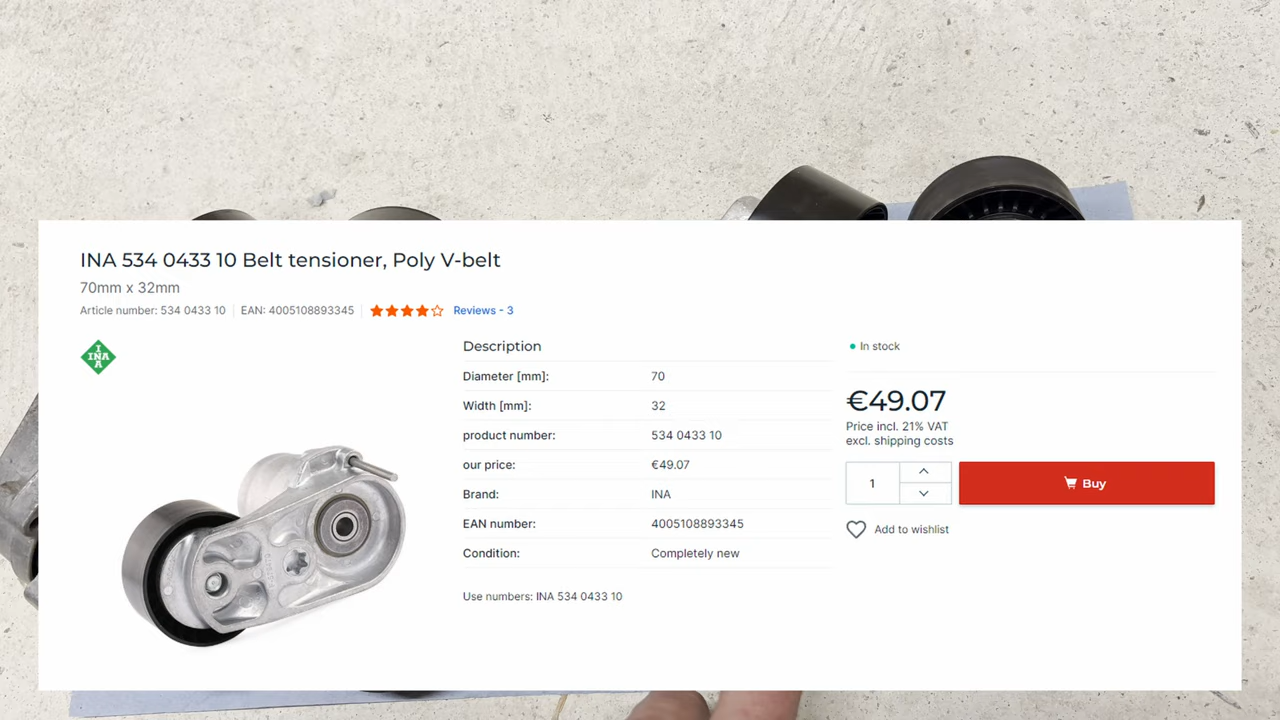 INA 534 0433 10 Belt tensioner, Poly V-belt
70mm x 32mm
Article number: 534 0433 10
EAN: 4005108893345
Reviews - 3
INA
Description
Diameter [mm]: 70
Width [mm]: 32
product number: 534 0433 10
our price: €49.07
Brand: INA
EAN number: 4005108893345
Condition: Completely new
Use numbers: INA 534 0433 10
In stock
€49.07
Price incl. 21% VAT
excl. shipping costs
1
Buy
Add to wishlist